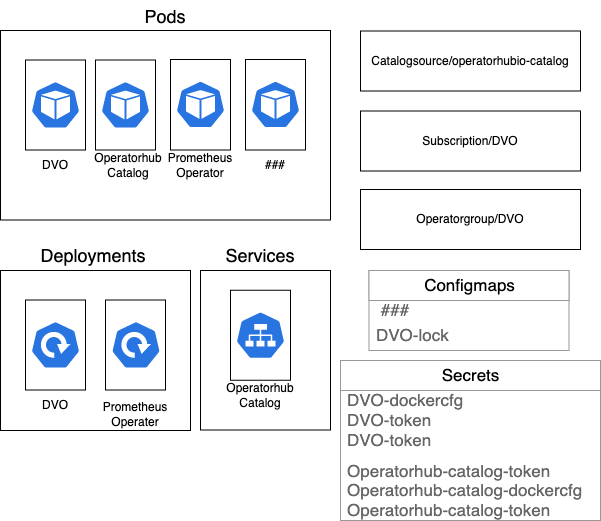 Pods
DVO
Operatorhub
Catalog
Prometheus
Operator
###
Catalogsource/operatorhubio-catalog
Subscription/DVO
Operatorgroup/DVO
Deployments
DVO
Prometheus
Operater
Services
Operatorhub
Catalog
Configmaps
###
DVO-lock
Secrets
DVO-dockercfg
DVO-token
DVO-token
Operatorhub-catalog-token
Operatorhub-catalog-dockercfg
Operatorhub-catalog-token